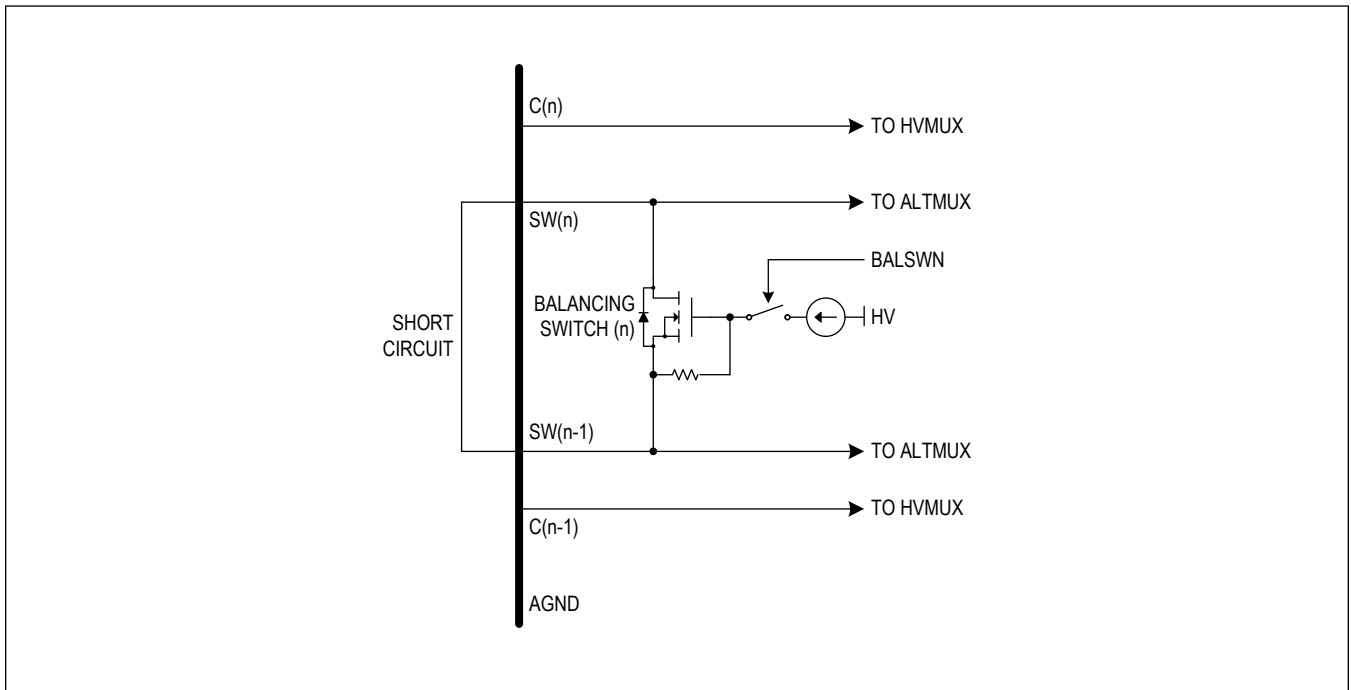 C(n)
TO HVMUX
TO ALTMUX
SW(n)
BALSWN
BALANCING
SWITCH (n)
HV
SHORT
CIRCUIT
SW(n-1)
TO ALTMUX
TO HVMUX
C(n-1)
AGND